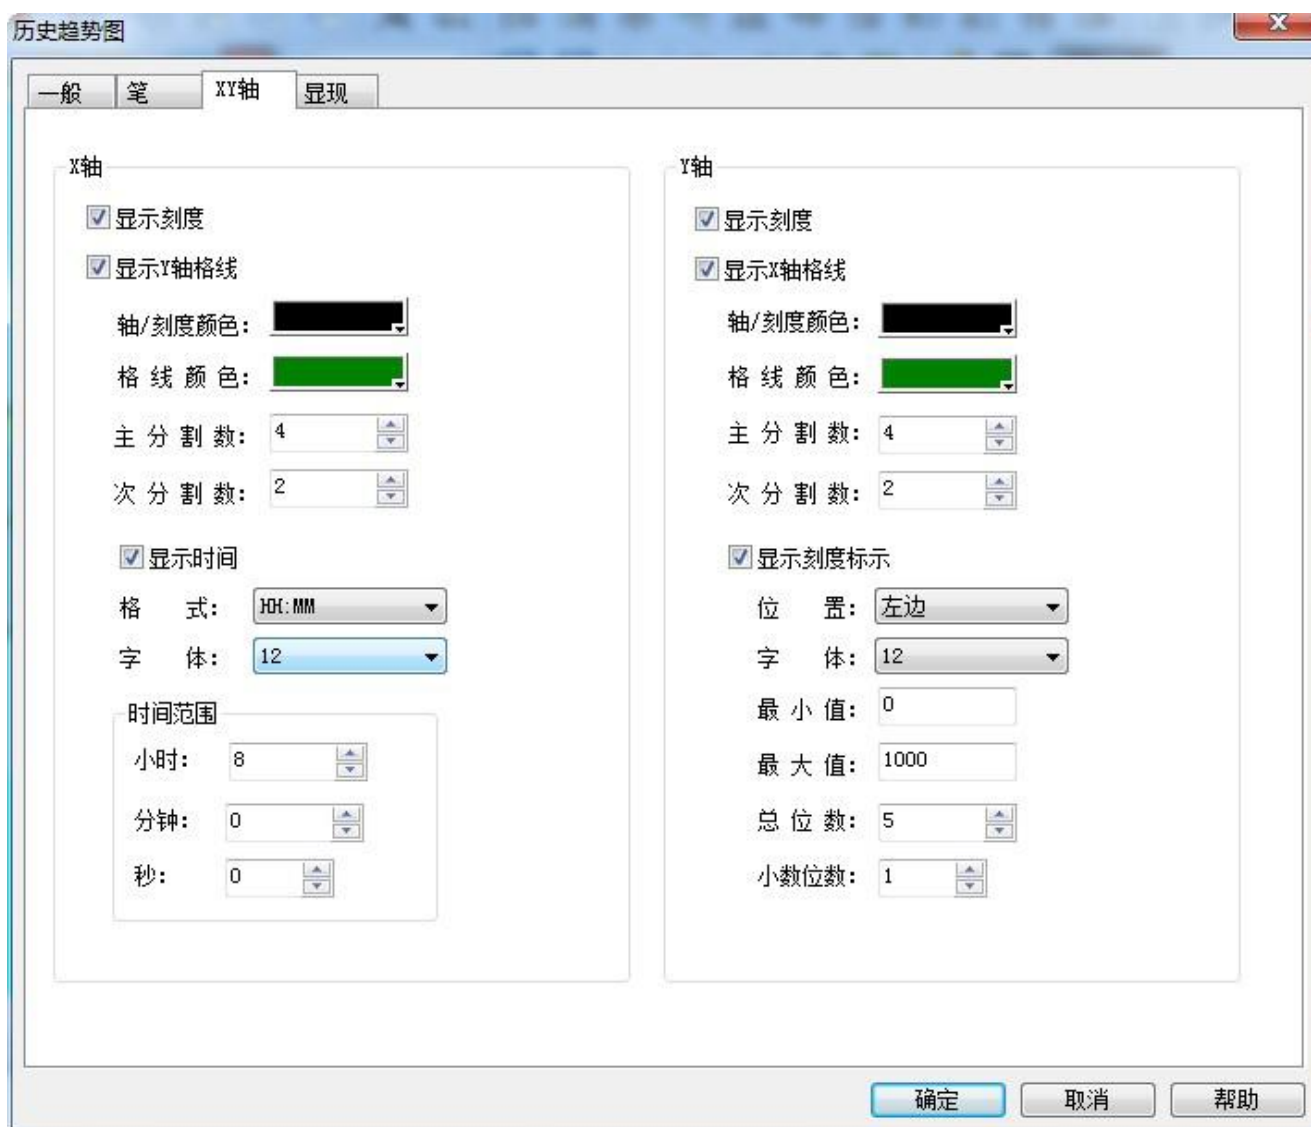 历史趋势图
一般 笔 XY轴 显现
X轴
显示刻度
显示Y轴格线
轴/刻度颜色:
格线颜色:
主分割数: 4
次分割数: 2
显示时间
格式: HH:MM
字体: 12
时间范围
小时: 8
分钟: 0
秒: 0
Y轴
显示刻度
显示X轴格线
轴/刻度颜色:
格线颜色:
主分割数: 4
次分割数: 2
显示刻度标示
位置: 左边
字体: 12
最小值: 0
最大值: 1000
总位数: 5
小数位数: 1
确定 取消 帮助